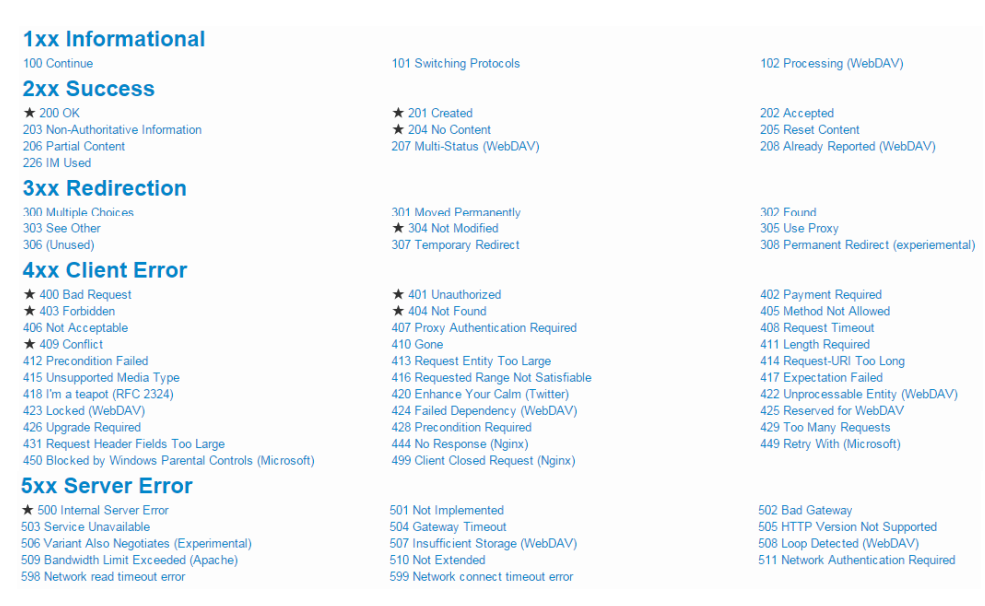 1xx Informational
100 Continue 101 Switching Protocols 102 Processing (WebDAV)
2xx Success
★ 200 OK ★ 201 Created 202 Accepted
203 Non-Authoritative Information ★ 204 No Content 205 Reset Content
206 Partial Content 207 Multi-Status (WebDAV) 208 Already Reported (WebDAV)
226 IM Used
3xx Redirection
300 Multiple Choices 301 Moved Permanently 302 Found
303 See Other ★ 304 Not Modified 305 Use Proxy
306 (Unused) 307 Temporary Redirect 308 Permanent Redirect (experiemental)
4xx Client Error
★ 400 Bad Request ★ 401 Unauthorized 402 Payment Required
★ 403 Forbidden ★ 404 Not Found 405 Method Not Allowed
406 Not Acceptable 407 Proxy Authentication Required 408 Request Timeout
★ 409 Conflict 410 Gone 411 Length Required
412 Precondition Failed 413 Request Entity Too Large 414 Request-URI Too Long
415 Unsupported Media Type 416 Requested Range Not Satisfiable 417 Expectation Failed
418 I'm a teapot (RFC 2324) 420 Enhance Your Calm (Twitter) 422 Unprocessable Entity (WebDAV)
423 Locked (WebDAV) 424 Failed Dependency (WebDAV) 425 Reserved for WebDAV
426 Upgrade Required 428 Precondition Required 429 Too Many Requests
431 Request Header Fields Too Large 444 No Response (Nginx) 449 Retry With (Microsoft)
450 Blocked by Windows Parental Controls (Microsoft) 499 Client Closed Request (Nginx)
5xx Server Error
★ 500 Internal Server Error 501 Not Implemented 502 Bad Gateway
503 Service Unavailable 504 Gateway Timeout 505 HTTP Version Not Supported
506 Variant Also Negotiates (Experimental) 507 Insufficient Storage (WebDAV) 508 Loop Detected (WebDAV)
509 Bandwidth Limit Exceeded (Apache) 510 Not Extended 511 Network Authentication Required
598 Network read timeout error 599 Network connect timeout error